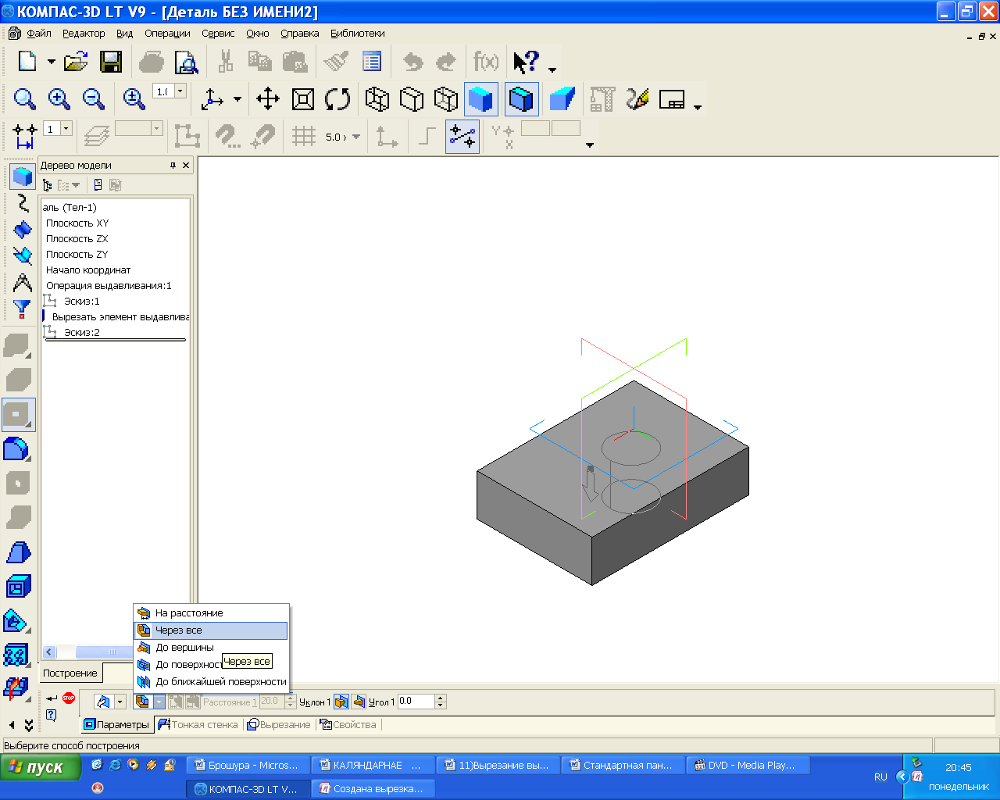 КОМПАС-3D LT V9 - [Деталь БЕЗ ИМЕНИ2]
Файл Редактор Вид Операции Сервис Окно Справка Библиотеки
f(x)
1.(
1 5.0 Y X
Дерево модели
аль (Тел-1)
Плоскость XY
Плоскость ZX
Плоскость ZY
Начало координат
Операция выдавливания:1
Эскиз:1
Вырезать элемент выдавлива
Эскиз:2
На расстояние
Через все
До вершины
До поверхност
Через все
До ближайшей поверхности
Построение
STOP Расстояние 1 20.0 Уклон 1 Угол 1 0.0
Параметры Тонкая стенка Вырезание Свойства
Выберите способ построения
пуск Брошура - Micros... КАЛЯНДАРНАЕ ... 11)Вырезание вы... Стандартная пан... DVD - Media Play... 20:45
КОМПАС-3D LT V... Создана вырезка... RU понедельник